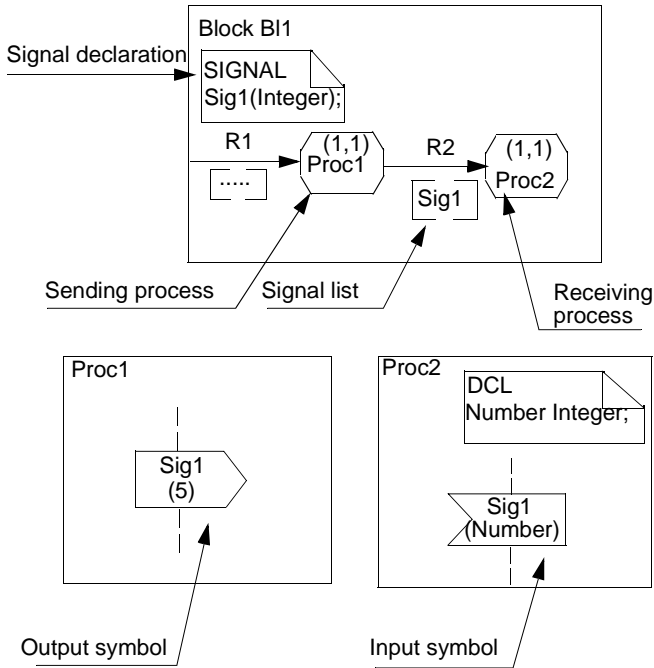 Block Bl1
Signal declaration
SIGNAL
Sig1(Integer);
R1
(1,1)
Proc1
R2
(1,1)
Proc2
.....
Sig1
Sending process
Signal list
Receiving
process
Proc1
Sig1
(5)
Proc2
DCL
Number Integer;
Sig1
(Number)
Output symbol
Input symbol